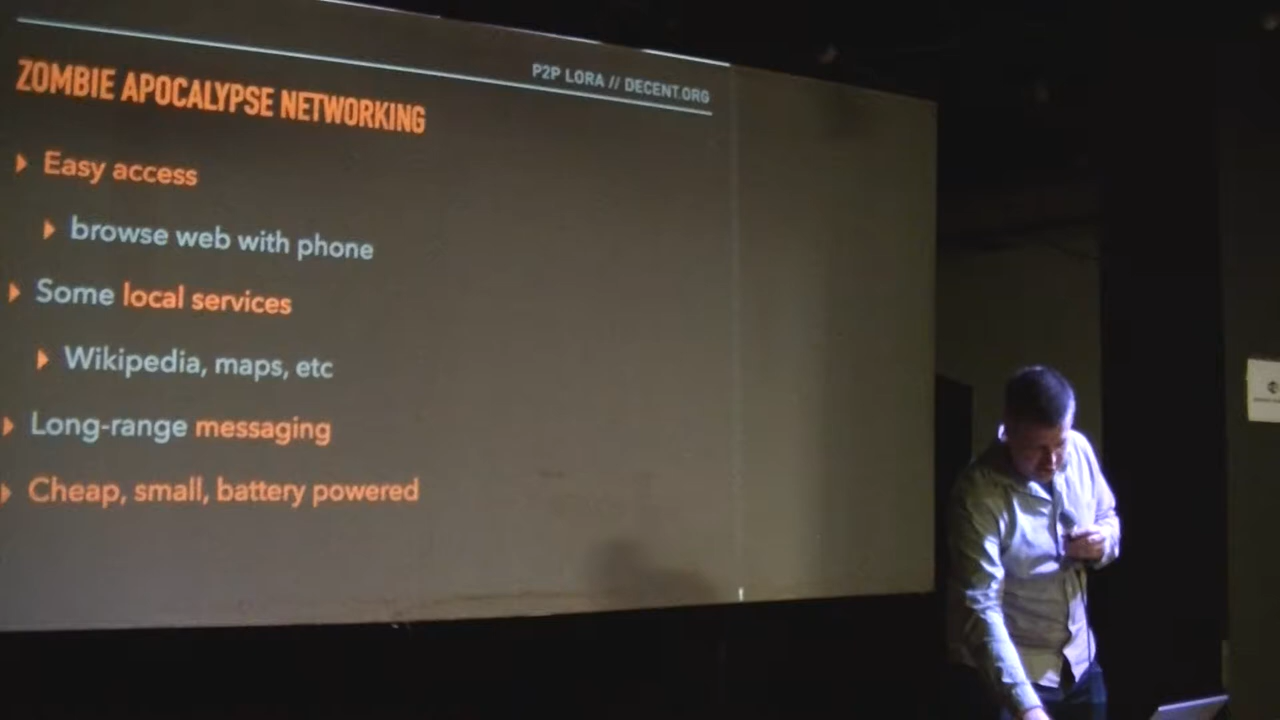 P2P LORA // DECENT.ORG
ZOMBIE APOCALYPSE NETWORKING
Easy access
browse web with phone
Some local services
Wikipedia, maps, etc
Long-range messaging
Cheap, small, battery powered